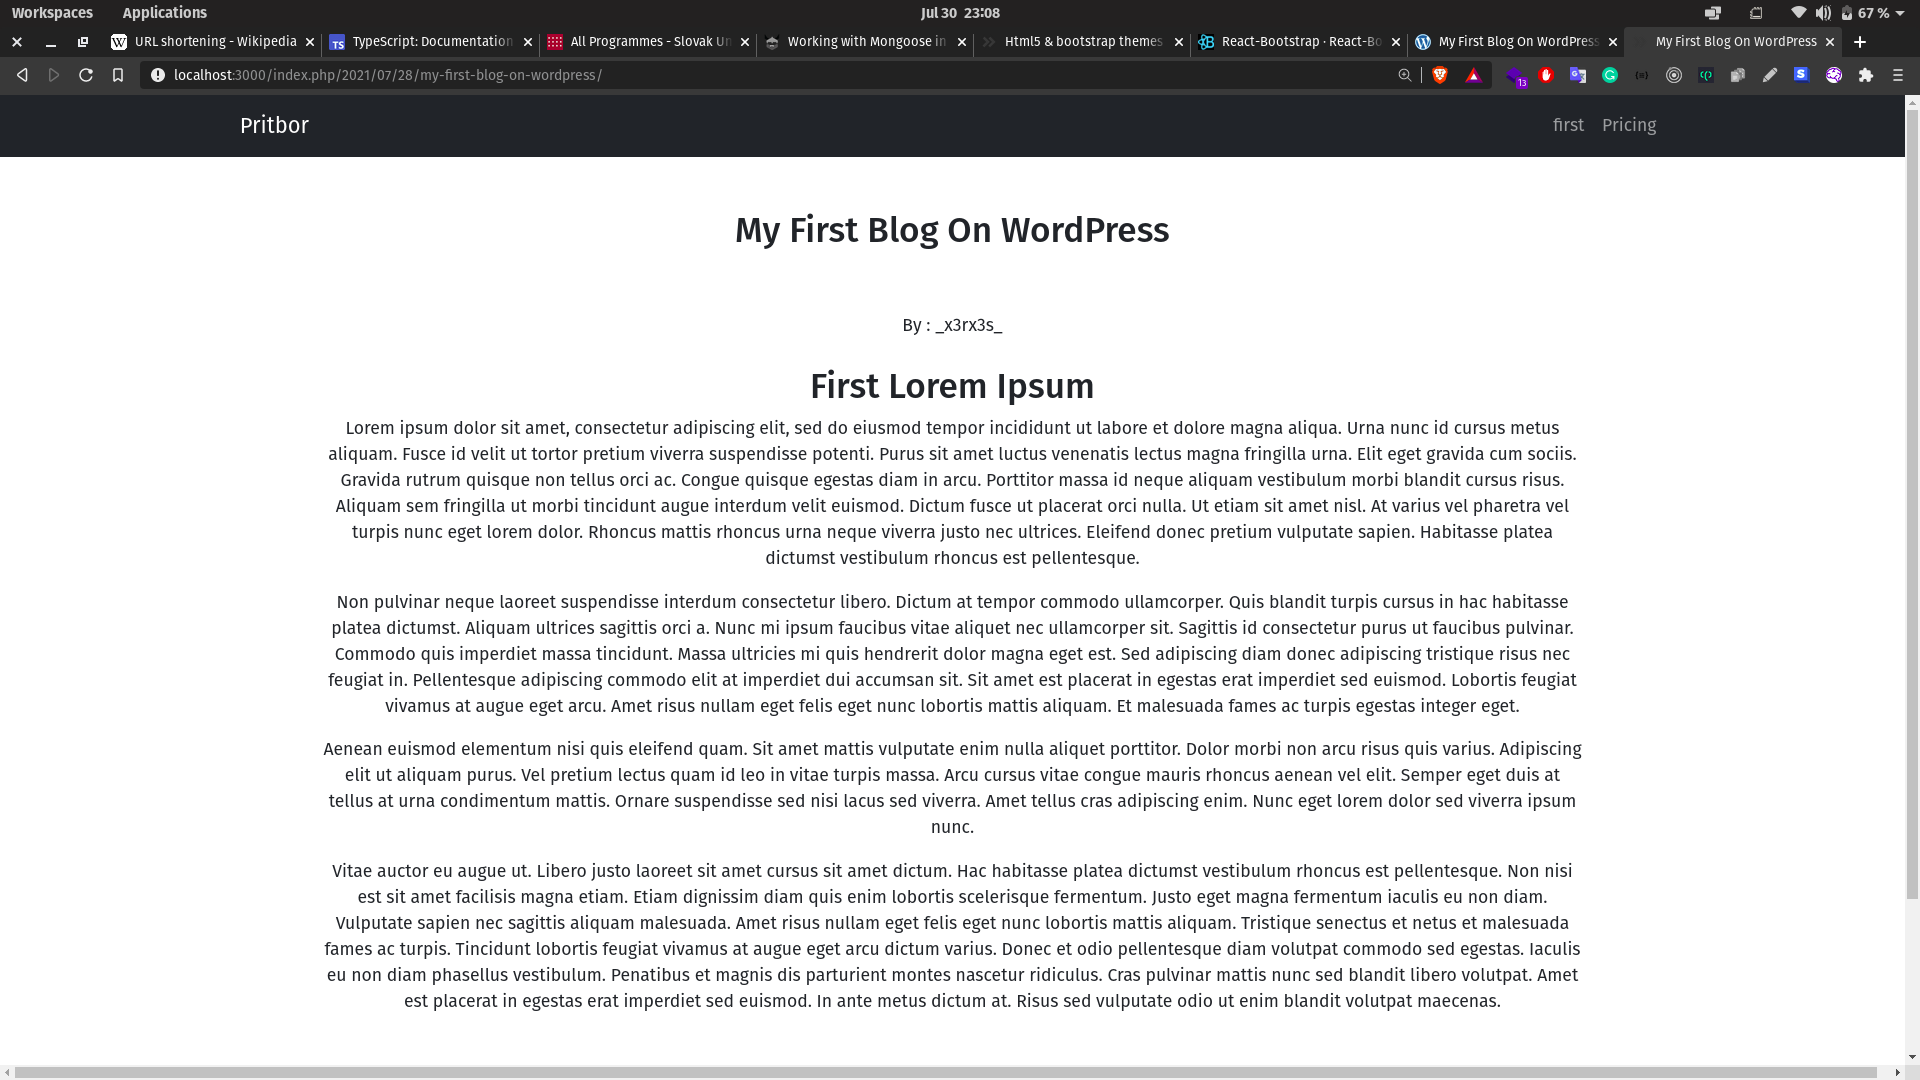 Workspaces Applications Jul 30 23:08 67 %
URL shortening - Wikipedia TypeScript: Documentation All Programmes - Slovak Un Working with Mongoose in Html5 & bootstrap themes React-Bootstrap · React-Bo My First Blog On WordPress My First Blog On WordPress
localhost:3000/index.php/2021/07/28/my-first-blog-on-wordpress/ 13
Pritbor first Pricing
My First Blog On WordPress
By : _x3rx3s_
First Lorem Ipsum
Lorem ipsum dolor sit amet, consectetur adipiscing elit, sed do eiusmod tempor incididunt ut labore et dolore magna aliqua. Urna nunc id cursus metus
aliquam. Fusce id velit ut tortor pretium viverra suspendisse potenti. Purus sit amet luctus venenatis lectus magna fringilla urna. Elit eget gravida cum sociis.
Gravida rutrum quisque non tellus orci ac. Congue quisque egestas diam in arcu. Porttitor massa id neque aliquam vestibulum morbi blandit cursus risus.
Aliquam sem fringilla ut morbi tincidunt augue interdum velit euismod. Dictum fusce ut placerat orci nulla. Ut etiam sit amet nisl. At varius vel pharetra vel
turpis nunc eget lorem dolor. Rhoncus mattis rhoncus urna neque viverra justo nec ultrices. Eleifend donec pretium vulputate sapien. Habitasse platea
dictumst vestibulum rhoncus est pellentesque.
Non pulvinar neque laoreet suspendisse interdum consectetur libero. Dictum at tempor commodo ullamcorper. Quis blandit turpis cursus in hac habitasse
platea dictumst. Aliquam ultrices sagittis orci a. Nunc mi ipsum faucibus vitae aliquet nec ullamcorper sit. Sagittis id consectetur purus ut faucibus pulvinar.
Commodo quis imperdiet massa tincidunt. Massa ultricies mi quis hendrerit dolor magna eget est. Sed adipiscing diam donec adipiscing tristique risus nec
feugiat in. Pellentesque adipiscing commodo elit at imperdiet dui accumsan sit. Sit amet est placerat in egestas erat imperdiet sed euismod. Lobortis feugiat
vivamus at augue eget arcu. Amet risus nullam eget felis eget nunc lobortis mattis aliquam. Et malesuada fames ac turpis egestas integer eget.
Aenean euismod elementum nisi quis eleifend quam. Sit amet mattis vulputate enim nulla aliquet porttitor. Dolor morbi non arcu risus quis varius. Adipiscing
elit ut aliquam purus. Vel pretium lectus quam id leo in vitae turpis massa. Arcu cursus vitae congue mauris rhoncus aenean vel elit. Semper eget duis at
tellus at urna condimentum mattis. Ornare suspendisse sed nisi lacus sed viverra. Amet tellus cras adipiscing enim. Nunc eget lorem dolor sed viverra ipsum
nunc.
Vitae auctor eu augue ut. Libero justo laoreet sit amet cursus sit amet dictum. Hac habitasse platea dictumst vestibulum rhoncus est pellentesque. Non nisi
est sit amet facilisis magna etiam. Etiam dignissim diam quis enim lobortis scelerisque fermentum. Justo eget magna fermentum iaculis eu non diam.
Vulputate sapien nec sagittis aliquam malesuada. Amet risus nullam eget felis eget nunc lobortis mattis aliquam. Tristique senectus et netus et malesuada
fames ac turpis. Tincidunt lobortis feugiat vivamus at augue eget arcu dictum varius. Donec et odio pellentesque diam volutpat commodo sed egestas. Iaculis
eu non diam phasellus vestibulum. Penatibus et magnis dis parturient montes nascetur ridiculus. Cras pulvinar mattis nunc sed blandit libero volutpat. Amet
est placerat in egestas erat imperdiet sed euismod. In ante metus dictum at. Risus sed vulputate odio ut enim blandit volutpat maecenas.